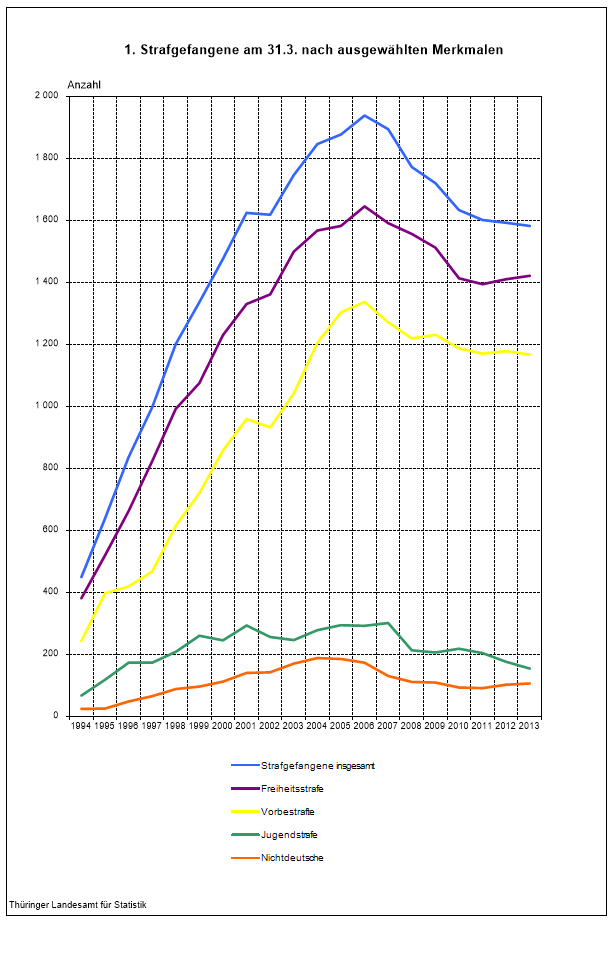 1. Strafgefangene am 31.3. nach ausgewählten Merkmalen
Anzahl
2 000
1 800
1 600
1 400
1 200
1 000
800
600
400
200
0
1994 1995 1996 1997 1998 1999 2000 2001 2002 2003 2004 2005 2006 2007 2008 2009 2010 2011 2012 2013
Strafgefangene insgesamt
Freiheitsstrafe
Vorbestrafte
Jugendstrafe
Nichtdeutsche
Thüringer Landesamt für Statistik